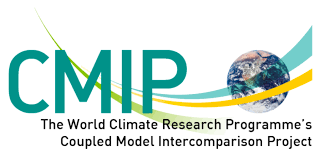 CMIP
The World Climate Research Programme's
Coupled Model Intercomparison Project